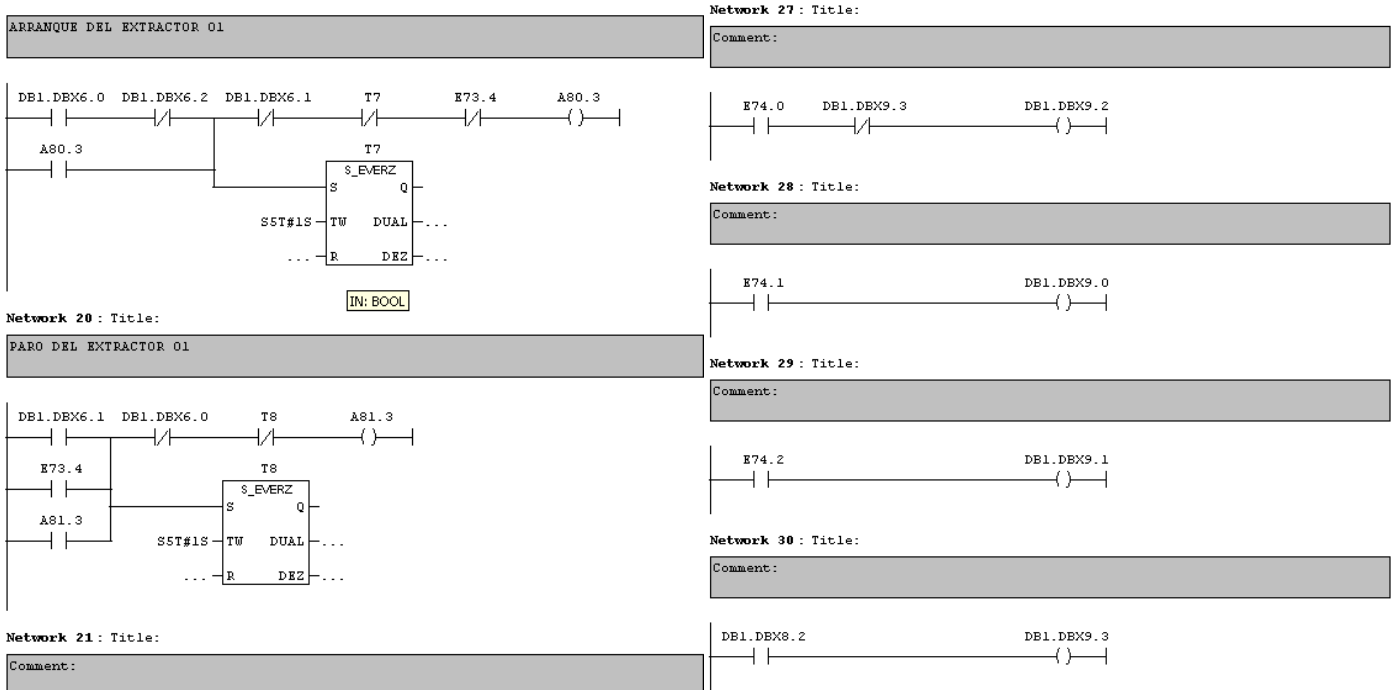 ARRANQUE DEL EXTRACTOR 01
DB1.DBX6.0 DB1.DBX6.2 DB1.DBX6.1 T7 E73.4 A80.3
A80.3 T7
S_EVERZ
S Q
S5T#1S TW DUAL ...
... R DEZ ...
IN: BOOL
Network 20 : Title:
PARO DEL EXTRACTOR 01
DB1.DBX6.1 DB1.DBX6.0 T8 A81.3
E73.4 T8
S_EVERZ
S Q
A81.3
S5T#1S TW DUAL ...
... R DEZ ...
Network 21 : Title:
Comment:
Network 27 : Title:
Comment:
E74.0 DB1.DBX9.3 DB1.DBX9.2
Network 28 : Title:
Comment:
E74.1 DB1.DBX9.0
Network 29 : Title:
Comment:
E74.2 DB1.DBX9.1
Network 30 : Title:
Comment:
DB1.DBX8.2 DB1.DBX9.3